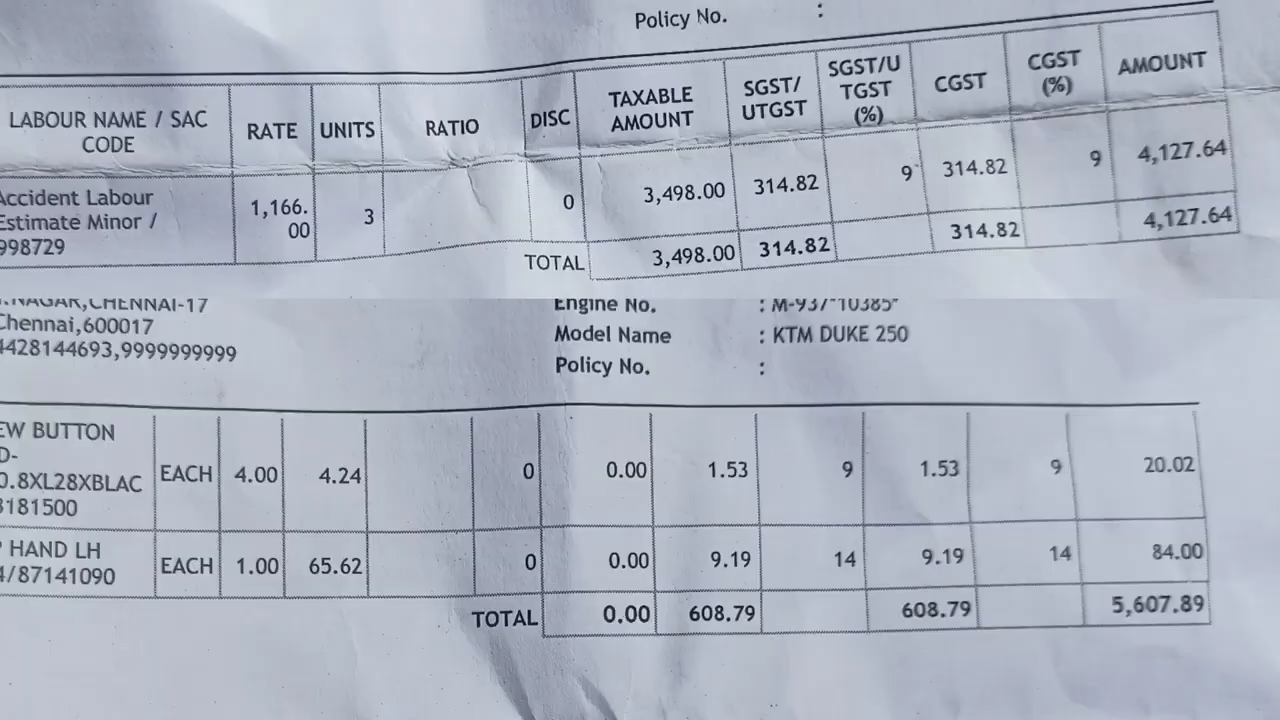 Policy No. :
LABOUR NAME / SAC CODE RATE UNITS RATIO DISC TAXABLE AMOUNT SGST/ UTGST SGST/U TGST (%) CGST CGST (%) AMOUNT
Accident Labour Estimate Minor / 998729 1,166.00 3 0 3,498.00 314.82 9 314.82 9 4,127.64
TOTAL 3,498.00 314.82 314.82 4,127.64
.NAGAR,CHENNAI-17
Chennai,600017
4428144693,9999999999
Engine No. : M-937*10385*
Model Name : KTM DUKE 250
Policy No. :
EW BUTTON
D-
0.8XL28XBLAC
3181500
EACH 4.00 4.24 0 0.00 1.53 9 1.53 9 20.02
HAND LH
4/87141090
EACH 1.00 65.62 0 0.00 9.19 14 9.19 14 84.00
TOTAL 0.00 608.79 608.79 5,607.89